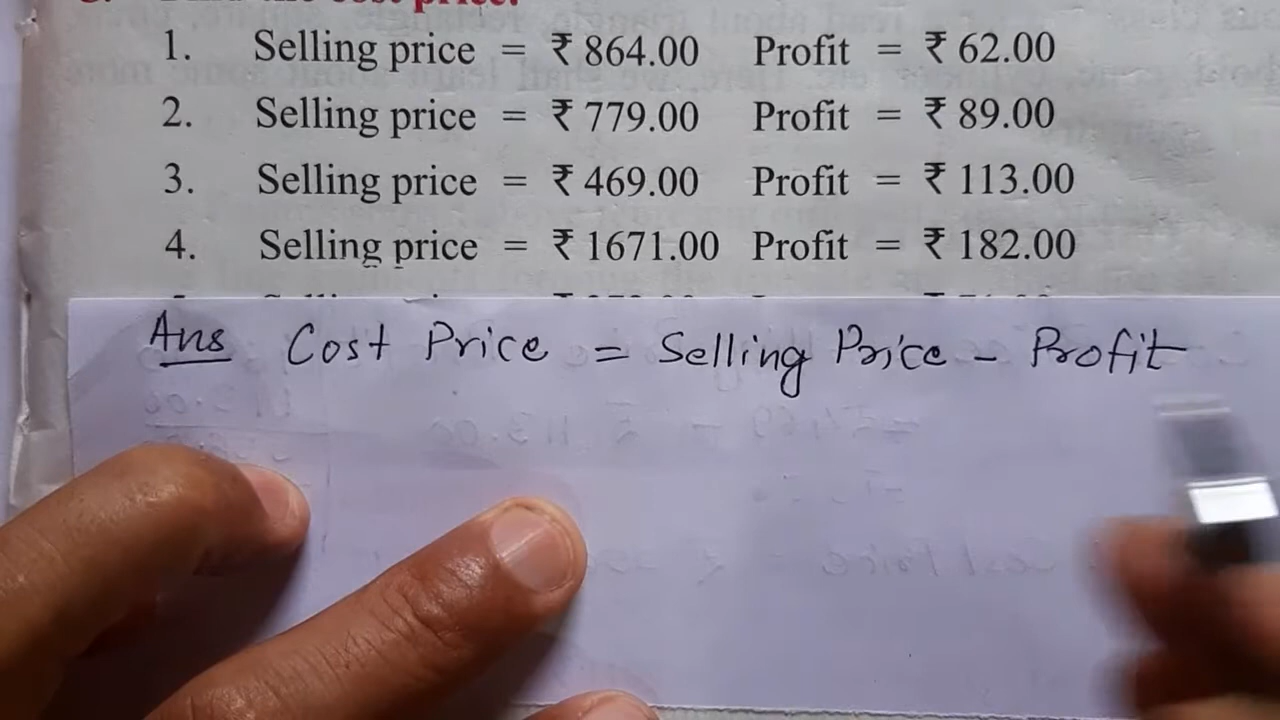 cost price.
1. Selling price = ₹ 864.00 Profit = ₹ 62.00
2. Selling price = ₹ 779.00 Profit = ₹ 89.00
3. Selling price = ₹ 469.00 Profit = ₹ 113.00
4. Selling price = ₹ 1671.00 Profit = ₹ 182.00
Ans Cost Price = Selling Price - Profit